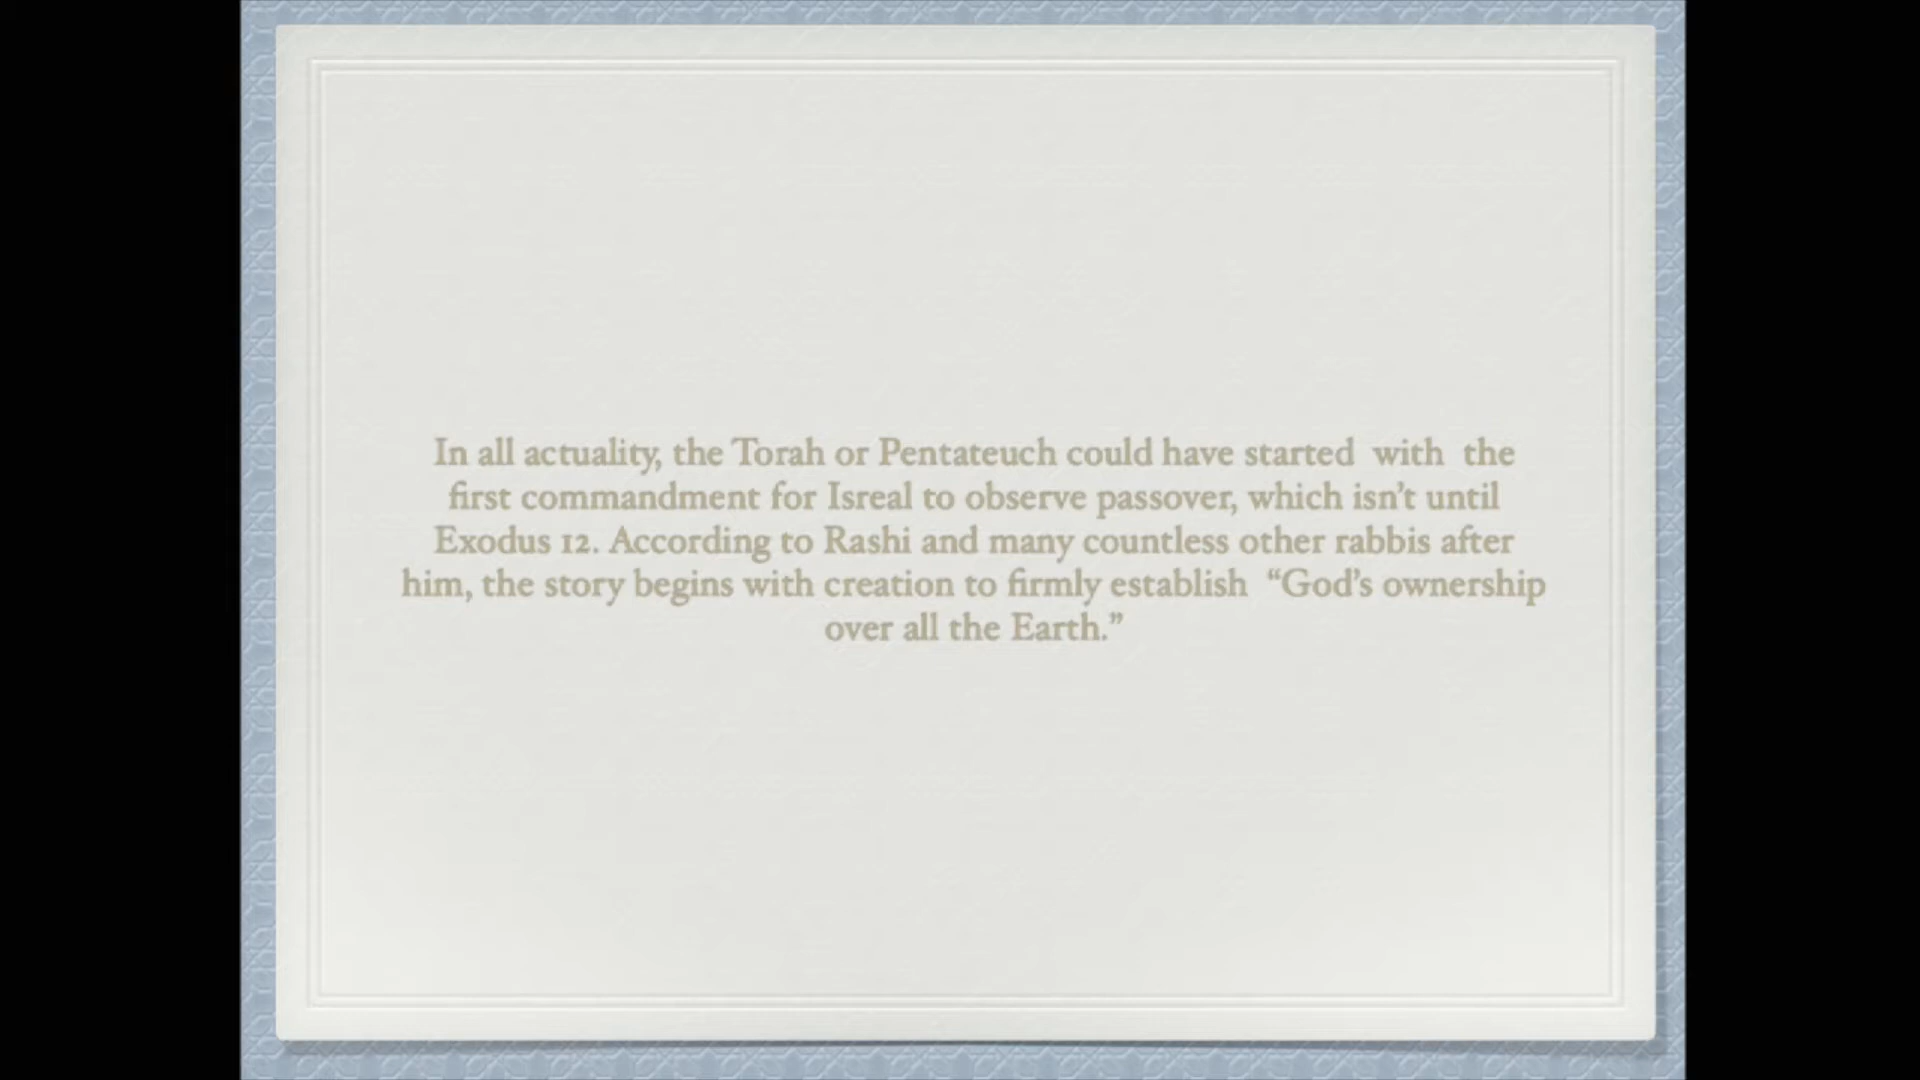 In all actuality, the Torah or Pentateuch could have started  with  the
first commandment for Isreal to observe passover, which isn’t until
Exodus 12. According to Rashi and many countless other rabbis after
him, the story begins with creation to firmly establish  “God’s ownership
over all the Earth.”